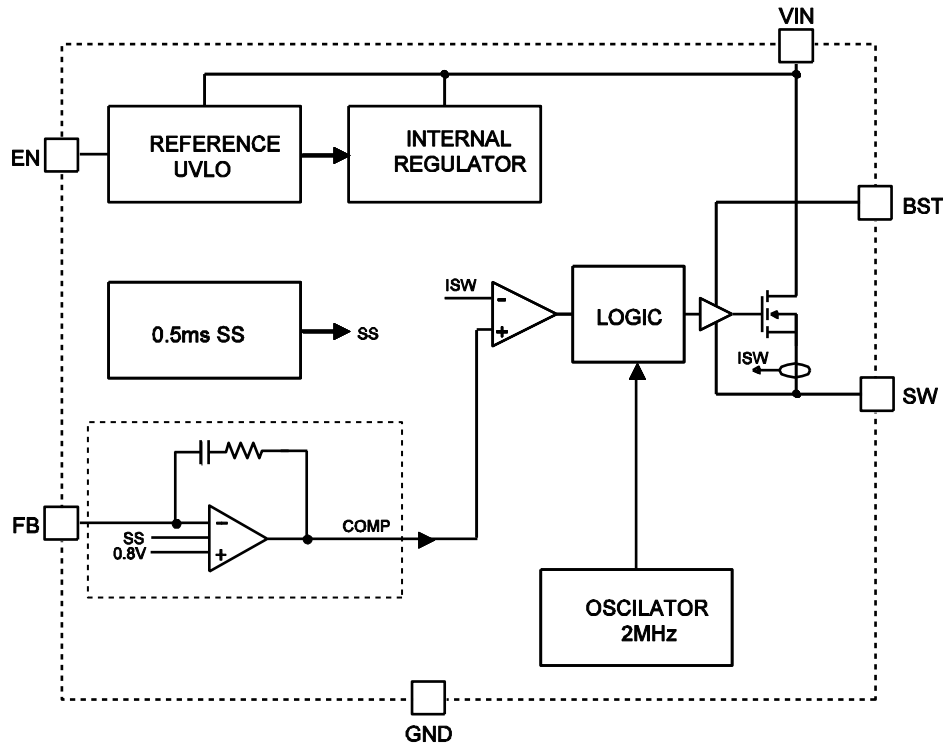 VIN
EN
REFERENCE
UVLO
INTERNAL
REGULATOR
BST
ISW
-
+
LOGIC
0.5ms SS
SS
ISW
SW
FB
-
SS
0.8V
+
COMP
OSCILATOR
2MHz
GND